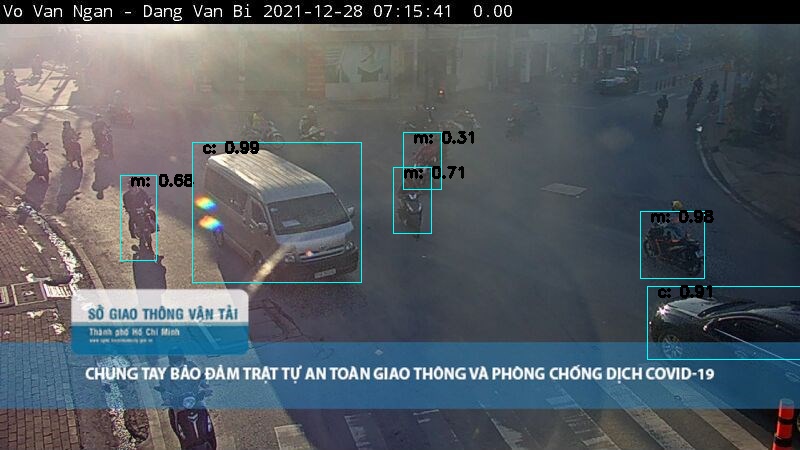 Vo Van Ngan - Dang Van Bi 2021-12-28 07:15:41 0.00
m: 0.31
c: 0.99
m: 0.71
m: 0.68
m: 0.98
c: 0.91
SỞ GIAO THÔNG VẬN TẢI
Thành phố Hồ Chí Minh
CHUNG TAY BẢO ĐẢM TRẬT TỰ AN TOÀN GIAO THÔNG VÀ PHÒNG CHỐNG DỊCH COVID-19